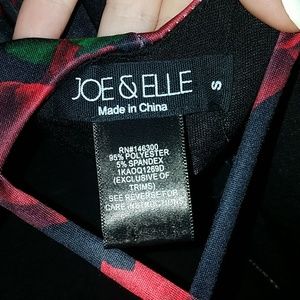 JOE & ELLE
Made in China
S
RN#146300
95% POLYESTER
5% SPANDEX
1KAOQ1269D
(EXCLUSIVE OF
TRIMS)
SEE REVERSE FOR
CARE INSTRUCTIONS